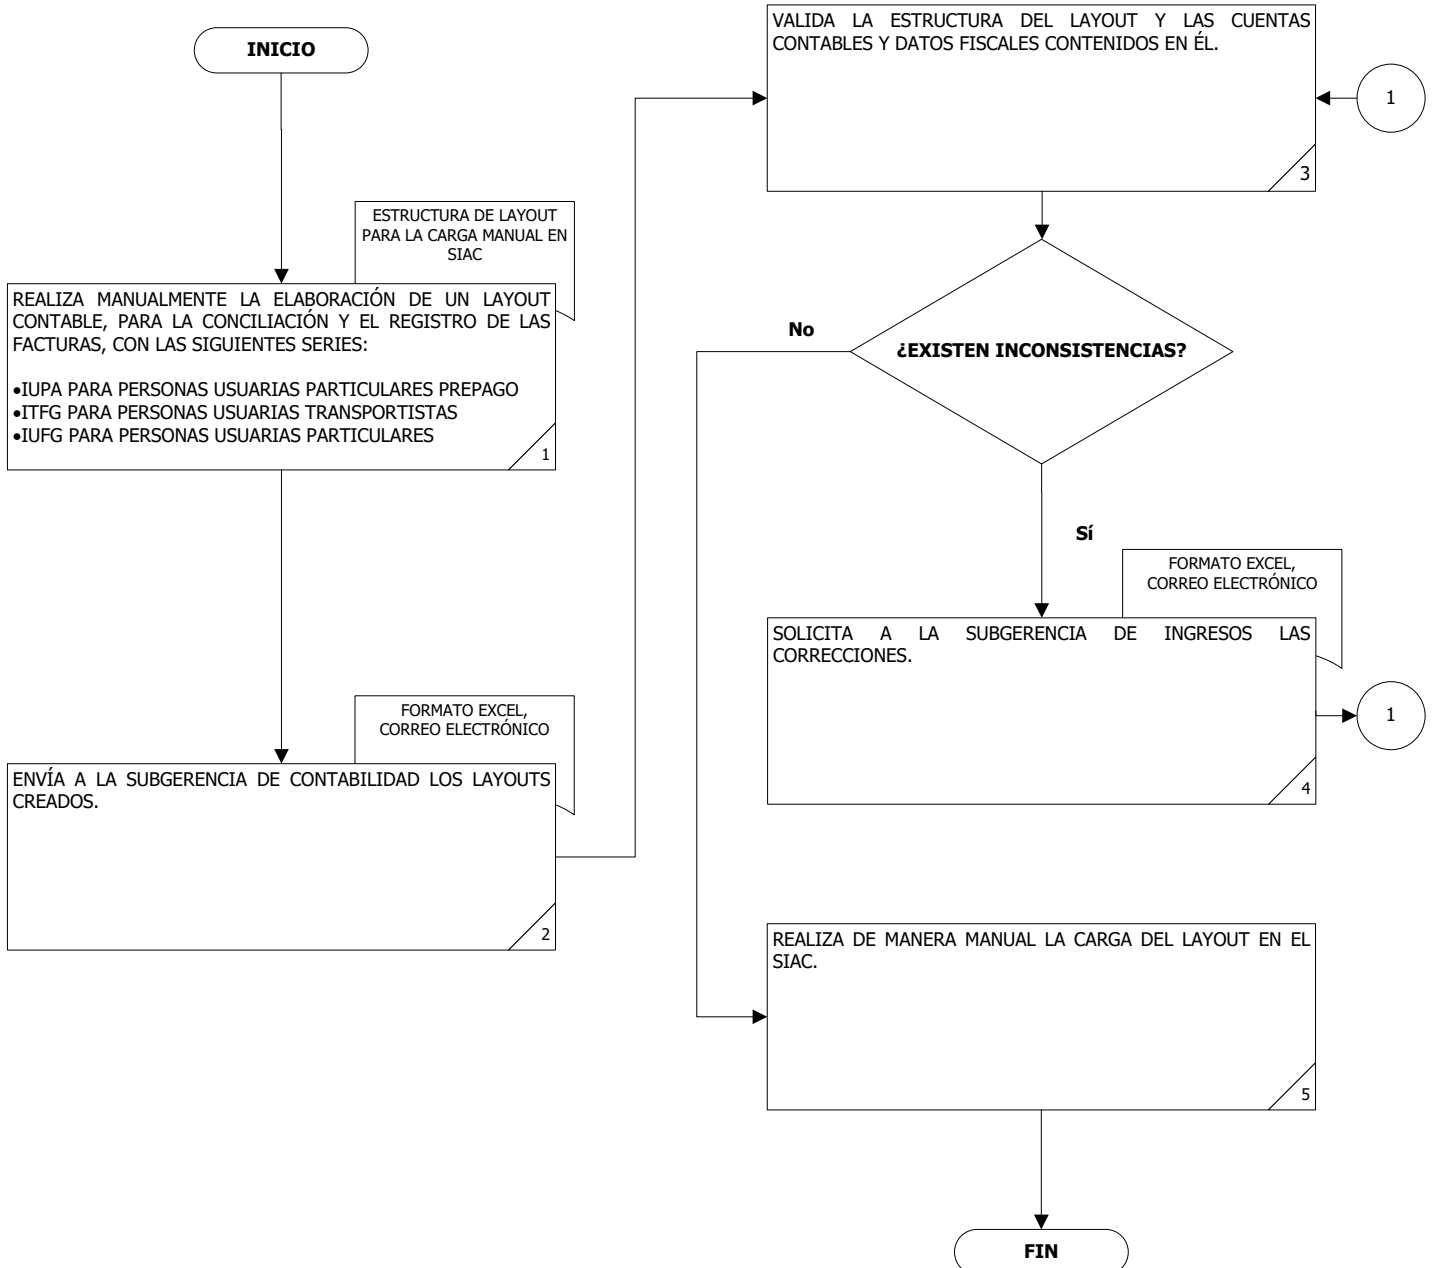 INICIO
ESTRUCTURA DE LAYOUT
PARA LA CARGA MANUAL EN
SIAC
REALIZA MANUALMENTE LA ELABORACIÓN DE UN LAYOUT
CONTABLE, PARA LA CONCILIACIÓN Y EL REGISTRO DE LAS
FACTURAS, CON LAS SIGUIENTES SERIES:
•IUPA PARA PERSONAS USUARIAS PARTICULARES PREPAGO
•ITFG PARA PERSONAS USUARIAS TRANSPORTISTAS
•IUFG PARA PERSONAS USUARIAS PARTICULARES
1
FORMATO EXCEL,
CORREO ELECTRÓNICO
ENVÍA A LA SUBGERENCIA DE CONTABILIDAD LOS LAYOUTS
CREADOS.
2
VALIDA LA ESTRUCTURA DEL LAYOUT Y LAS CUENTAS
CONTABLES Y DATOS FISCALES CONTENIDOS EN ÉL.
3
1
¿EXISTEN INCONSISTENCIAS?
No
Sí
FORMATO EXCEL,
CORREO ELECTRÓNICO
SOLICITA A LA SUBGERENCIA DE INGRESOS LAS
CORRECCIONES.
4
1
REALIZA DE MANERA MANUAL LA CARGA DEL LAYOUT EN EL
SIAC.
5
FIN